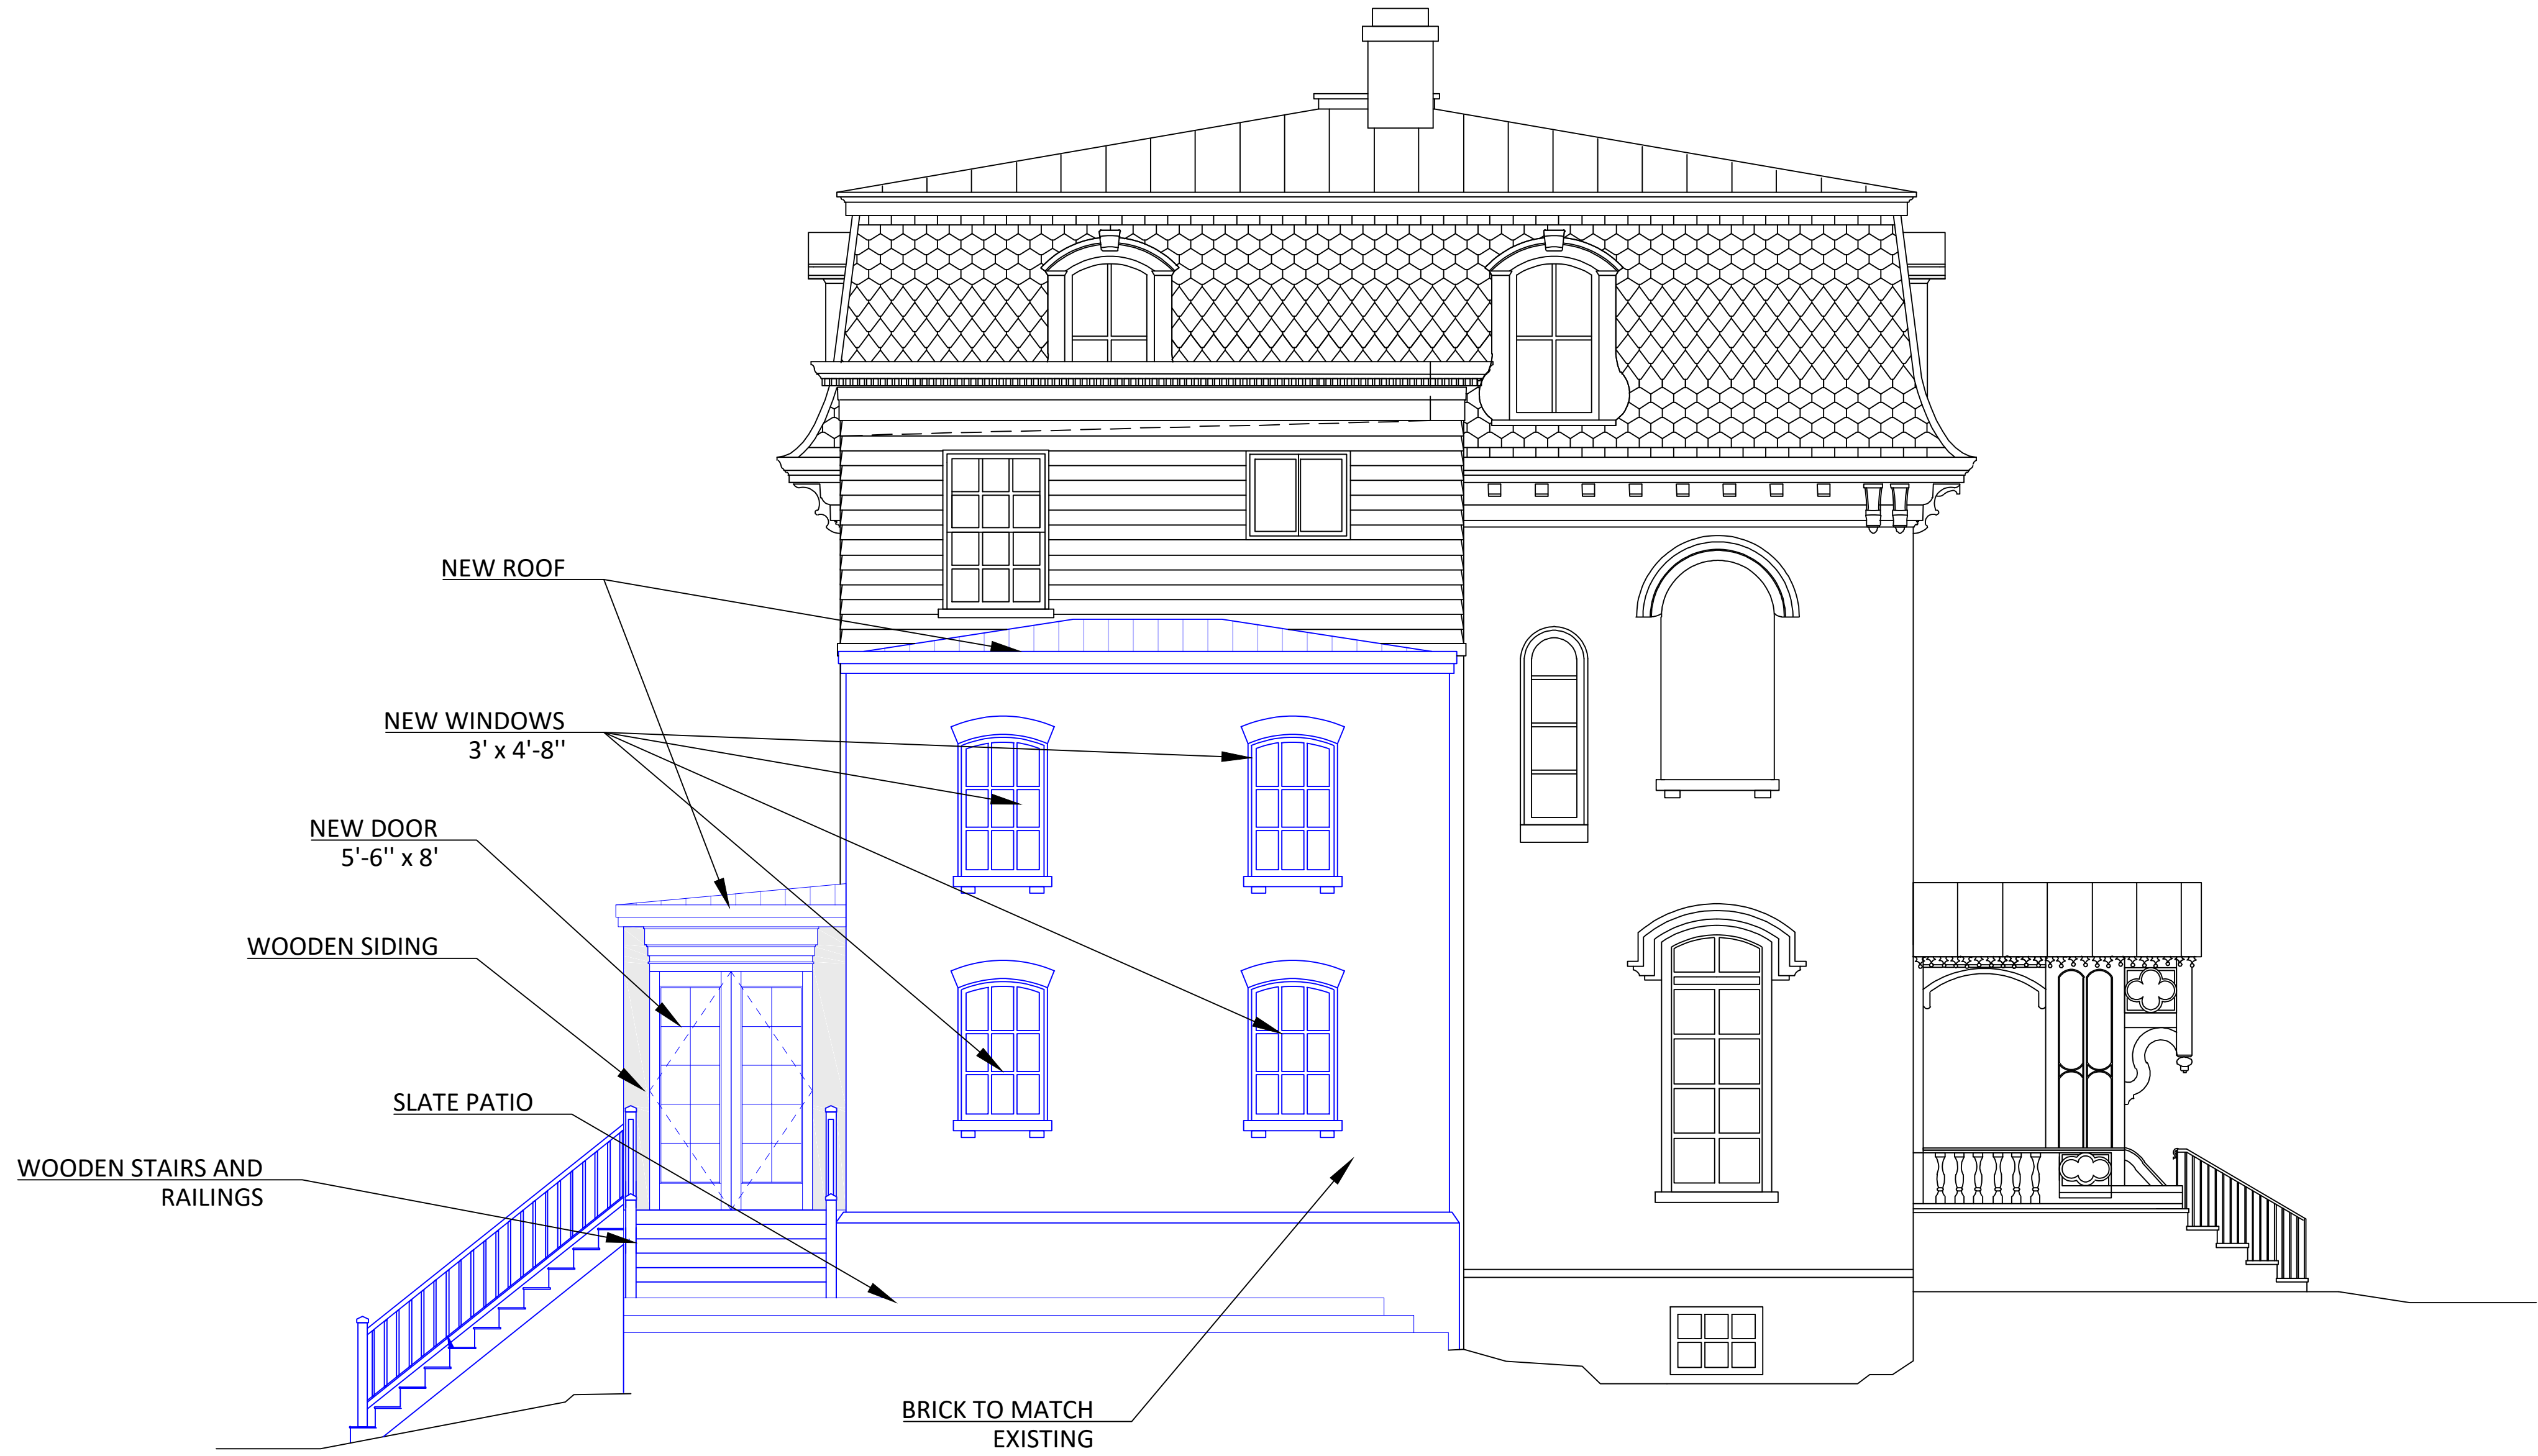 NEW ROOF
NEW WINDOWS
3' x 4'-8''
NEW DOOR
5'-6'' x 8'
WOODEN SIDING
SLATE PATIO
WOODEN STAIRS AND
RAILINGS
BRICK TO MATCH
EXISTING